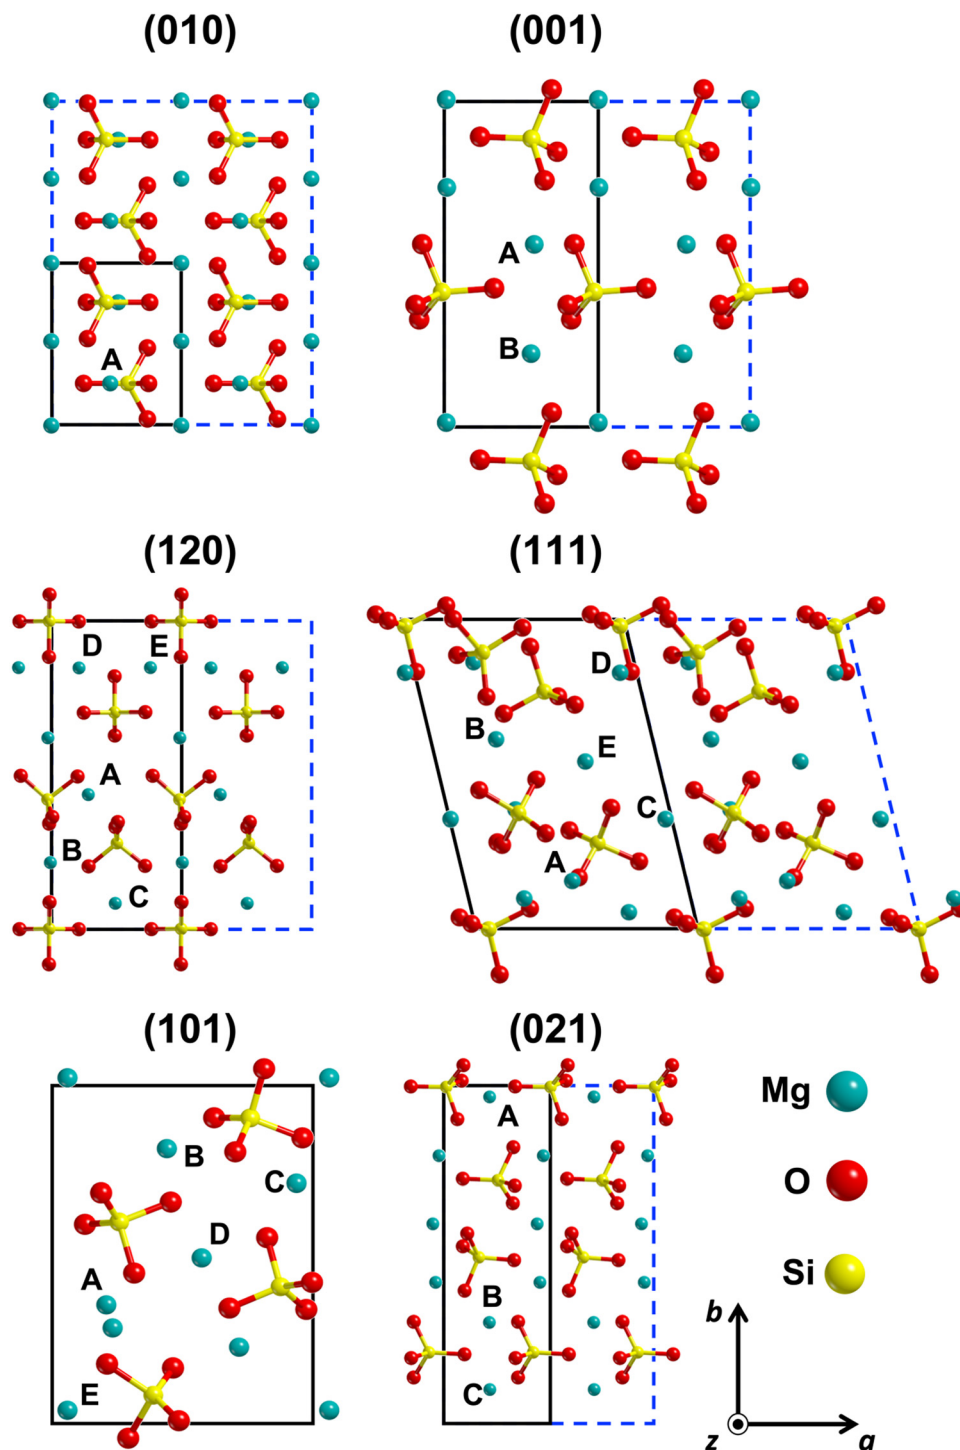 (010) (001)
A
A
B
(120) (111)
D E
D
B
E
A
C
B
A
C
(101) (021)
Mg
A
B
C
O
D
Si
A
B
b
E
C
z
a